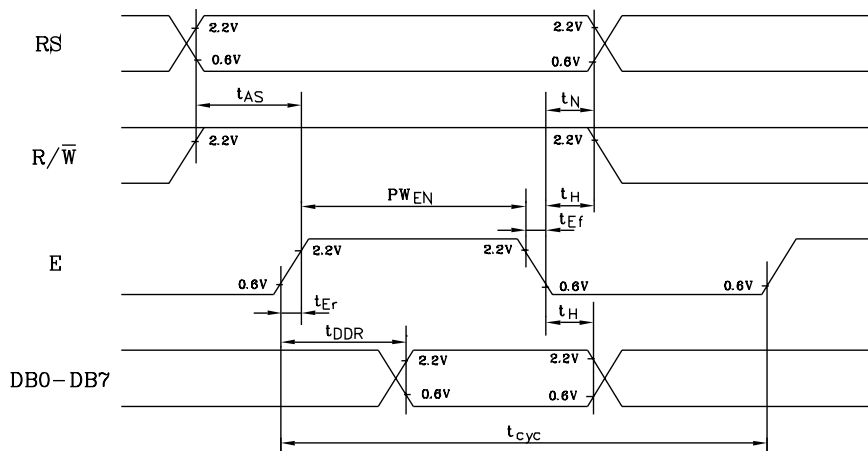 RS
2.2V
2.2V
0.6V
0.6V
tAS
tN
R/W̅
2.2V
2.2V
PWEN
tH
tEf
E
2.2V
2.2V
0.6V
0.6V
0.6V
tEr
tH
tDDR
DB0-DB7
2.2V
2.2V
0.6V
0.6V
tcyc